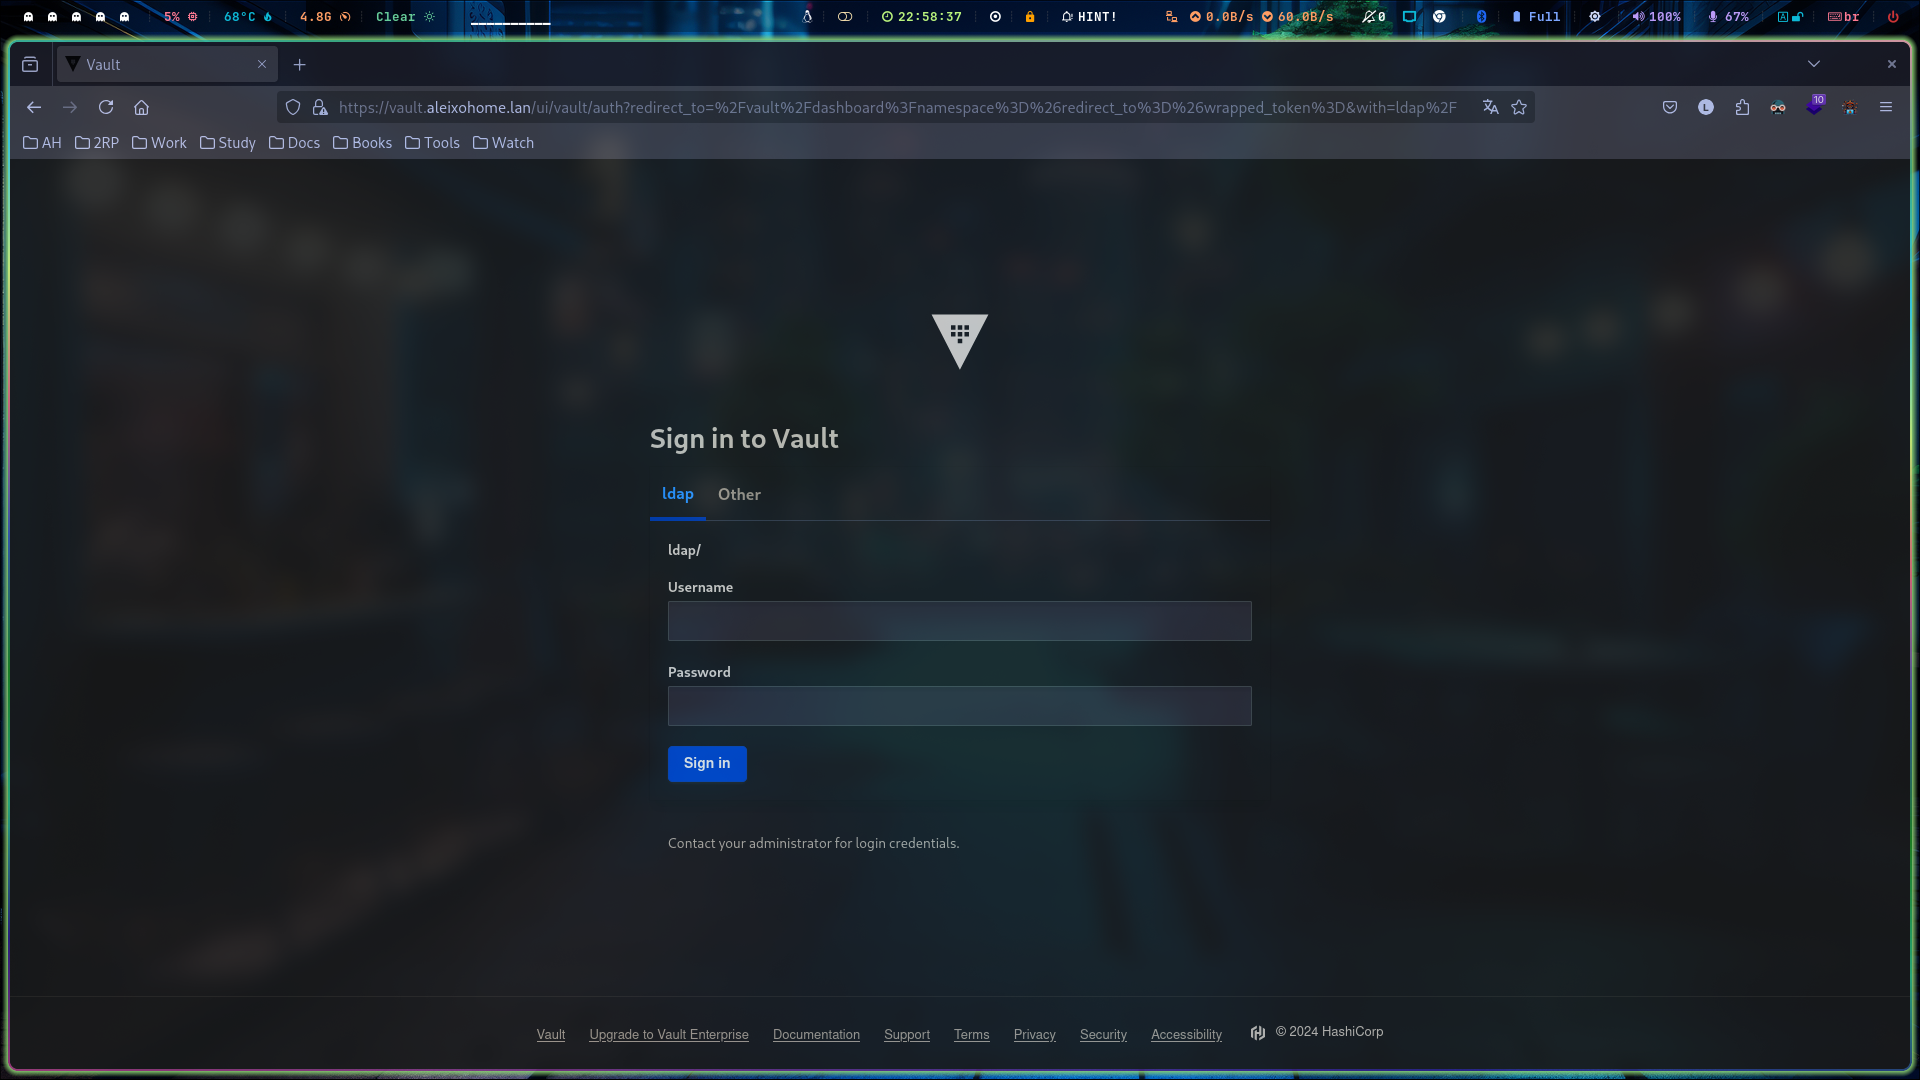 5% 68°C 4.8G Clear 22:58:37 HINT! 0.0B/s 60.0B/s 0 Full 100% 67% A br
Vault
https://vault.aleixohome.lan/ui/vault/auth?redirect_to=%2Fvault%2Fdashboard%3Fnamespace%3D%26redirect_to%3D%26wrapped_token%3D&with=ldap%2F L 10
AH 2RP Work Study Docs Books Tools Watch
Sign in to Vault
ldap Other
ldap/
Username
Password
Sign in
Contact your administrator for login credentials.
Vault Upgrade to Vault Enterprise Documentation Support Terms Privacy Security Accessibility © 2024 HashiCorp